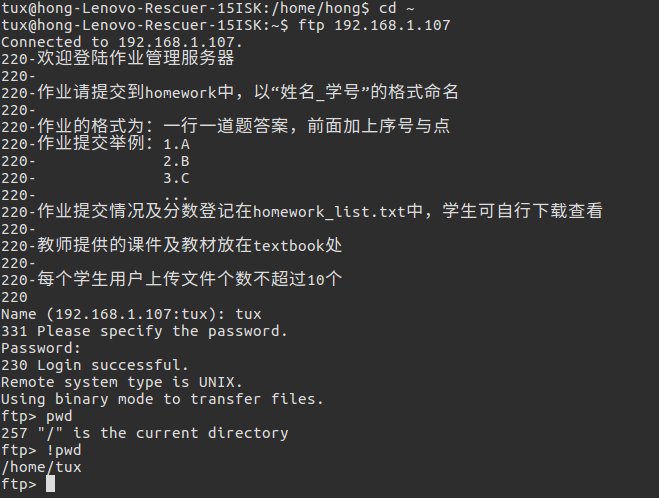 tux@hong-Lenovo-Rescuer-15ISK:/home/hong$ cd ~
tux@hong-Lenovo-Rescuer-15ISK:~$ ftp 192.168.1.107
Connected to 192.168.1.107.
220-欢迎登陆作业管理服务器
220-
220-作业请提交到homework中，以“姓名_学号”的格式命名
220-
220-作业的格式为：一行一道题答案，前面加上序号与点
220-作业提交举例：1.A
220-              2.B
220-              3.C
220-              ...
220-作业提交情况及分数登记在homework_list.txt中，学生可自行下载查看
220-
220-教师提供的课件及教材放在textbook处
220-
220-每个学生用户上传文件个数不超过10个
220
Name (192.168.1.107:tux): tux
331 Please specify the password.
Password:
230 Login successful.
Remote system type is UNIX.
Using binary mode to transfer files.
ftp> pwd
257 "/" is the current directory
ftp> !pwd
/home/tux
ftp>